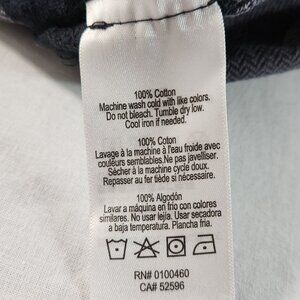 100% Cotton
Machine wash cold with like colors.
Do not bleach. Tumble dry low.
Cool iron if needed.
100% Coton
Lavage à la machine à l'eau froide avec
couleurs semblables.Ne pas javelliser.
Sécher à la machine cycle doux.
Repasser au fer tiède si nécessaire.
100% Algodón
Lavar a máquina en frio con colores
similares. No usar lejia. Usar secadora
a baja temperatura. Plancha fria.
RN# 0100460
CA# 52596